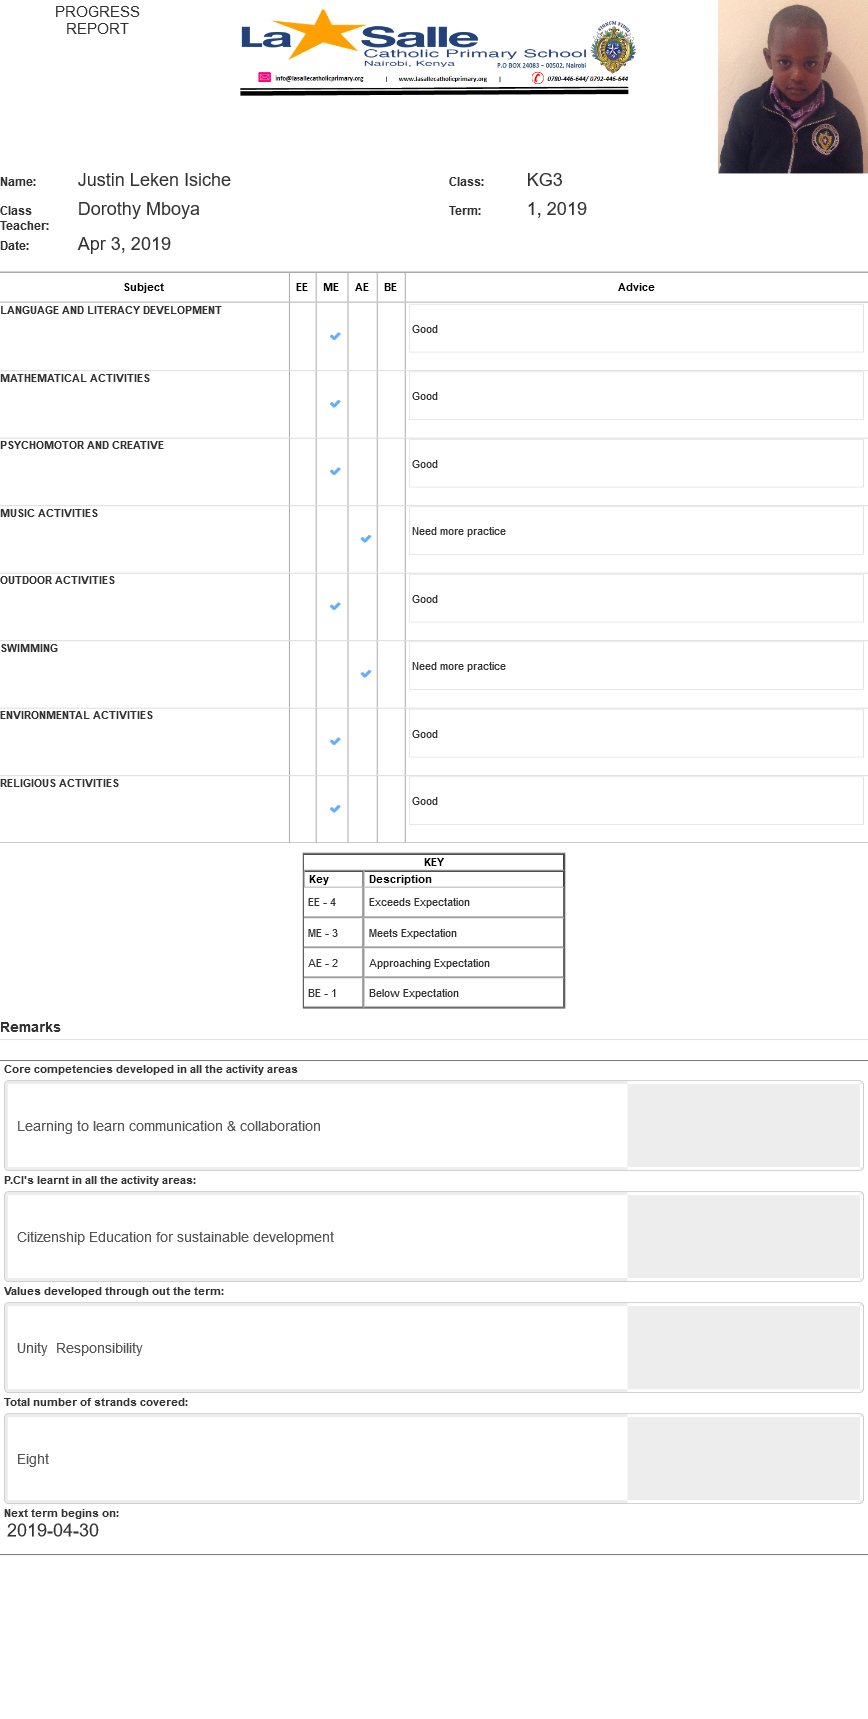 PROGRESS
REPORT
La Salle
Catholic Primary School
Nairobi, Kenya
P.O BOX 24083 – 00502, Nairobi
info@lasallecatholicprimary.org | www.lasallecatholicprimary.org | 0780-446-644/ 0792-446-644
Name: Justin Leken Isiche Class: KG3
Class Teacher: Dorothy Mboya Term: 1, 2019
Date: Apr 3, 2019
Subject EE ME AE BE Advice
LANGUAGE AND LITERACY DEVELOPMENT
Good
MATHEMATICAL ACTIVITIES
Good
PSYCHOMOTOR AND CREATIVE
Good
MUSIC ACTIVITIES
Need more practice
OUTDOOR ACTIVITIES
Good
SWIMMING
Need more practice
ENVIRONMENTAL ACTIVITIES
Good
RELIGIOUS ACTIVITIES
Good
KEY
Key Description
EE - 4 Exceeds Expectation
ME - 3 Meets Expectation
AE - 2 Approaching Expectation
BE - 1 Below Expectation
Remarks
Core competencies developed in all the activity areas
Learning to learn communication & collaboration
P.CI's learnt in all the activity areas:
Citizenship Education for sustainable development
Values developed through out the term:
Unity  Responsibility
Total number of strands covered:
Eight
Next term begins on:
2019-04-30